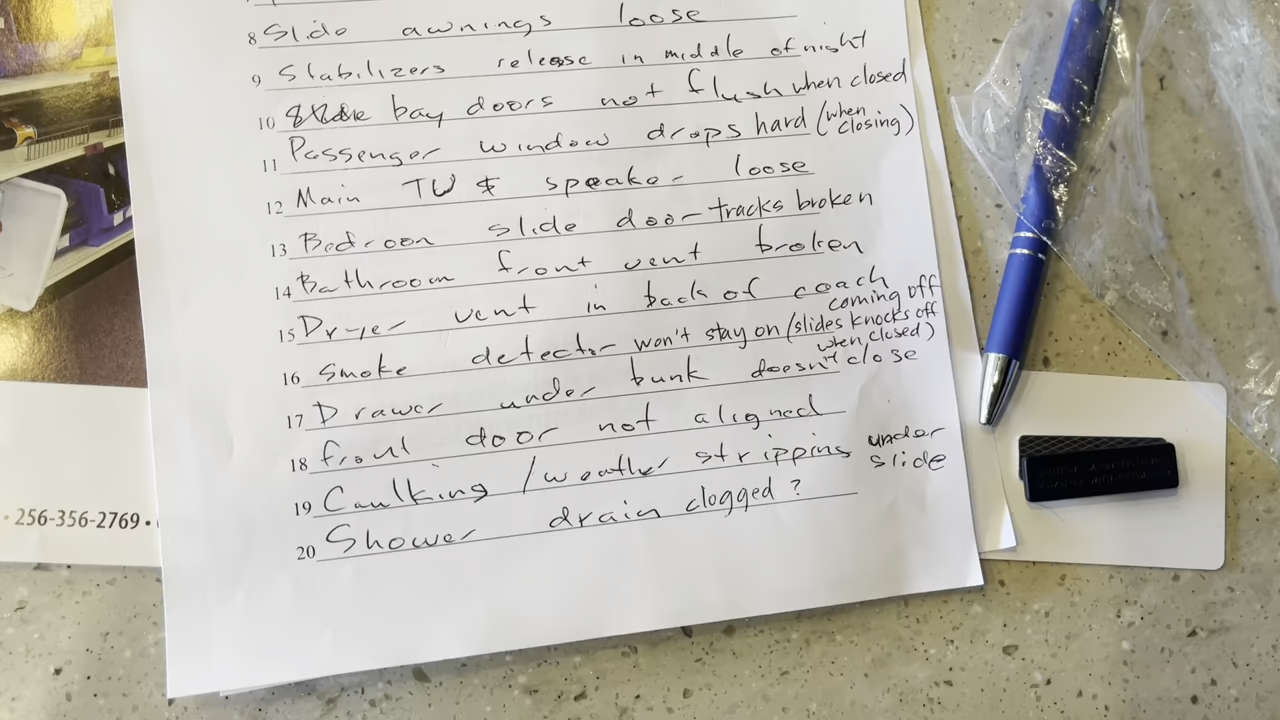 8 Slide awnings loose
9 Stabilizers release in middle of night
10 bay doors not flush when closed
11 Passenger window drops hard (when closing)
12 Main TV & speaker loose
13 Bedroom slide door tracks broken
14 Bathroom front vent broken
15 Dryer vent in back of coach coming off
16 Smoke detector won't stay on (slides knocks off when closed)
17 Drawer under bunk doesn't close
18 front door not aligned
19 Caulking / weather stripping under slide
20 Shower drain clogged?
• 256-356-2769 •